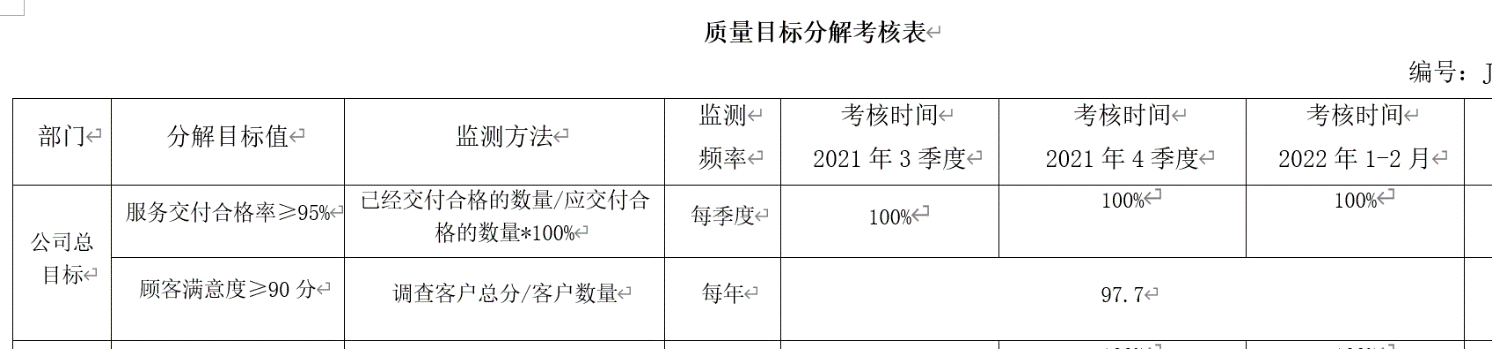 质量目标分解考核表
编号：J
部门
分解目标值
监测方法
监测
频率
考核时间
2021 年 3 季度
考核时间
2021 年 4 季度
考核时间
2022 年 1-2 月
公司总
目标
服务交付合格率≥95%
已经交付合格的数量/应交付合
格的数量*100%
每季度
100%
100%
100%
顾客满意度≥90 分
调查客户总分/客户数量
每年
97.7